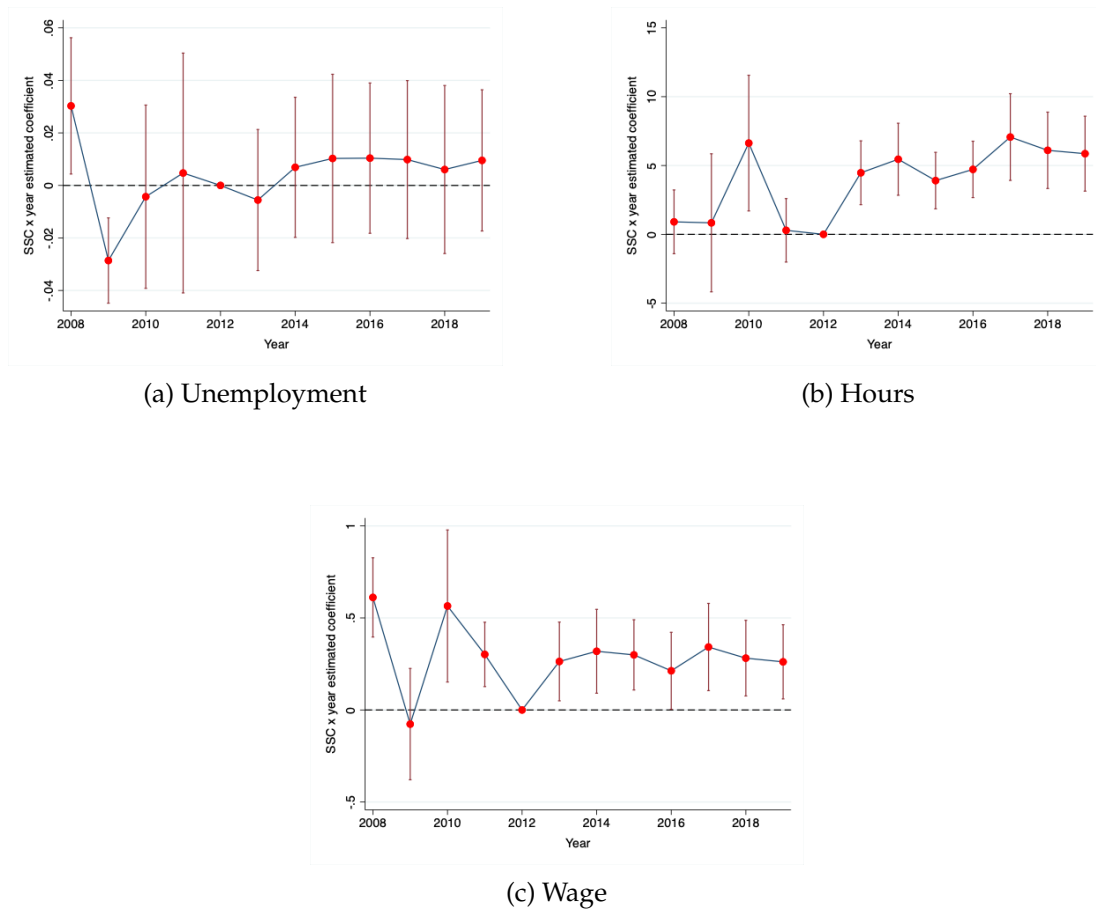 SSC x year estimated coefficient
.06
.04
.02
0
-.02
-.04
2008 2010 2012 2014 2016 2018
Year
(a) Unemployment
SSC x year estimated coefficient
15
10
5
0
-5
2008 2010 2012 2014 2016 2018
Year
(b) Hours
SSC x year estimated coefficient
1
.5
0
-.5
2008 2010 2012 2014 2016 2018
Year
(c) Wage